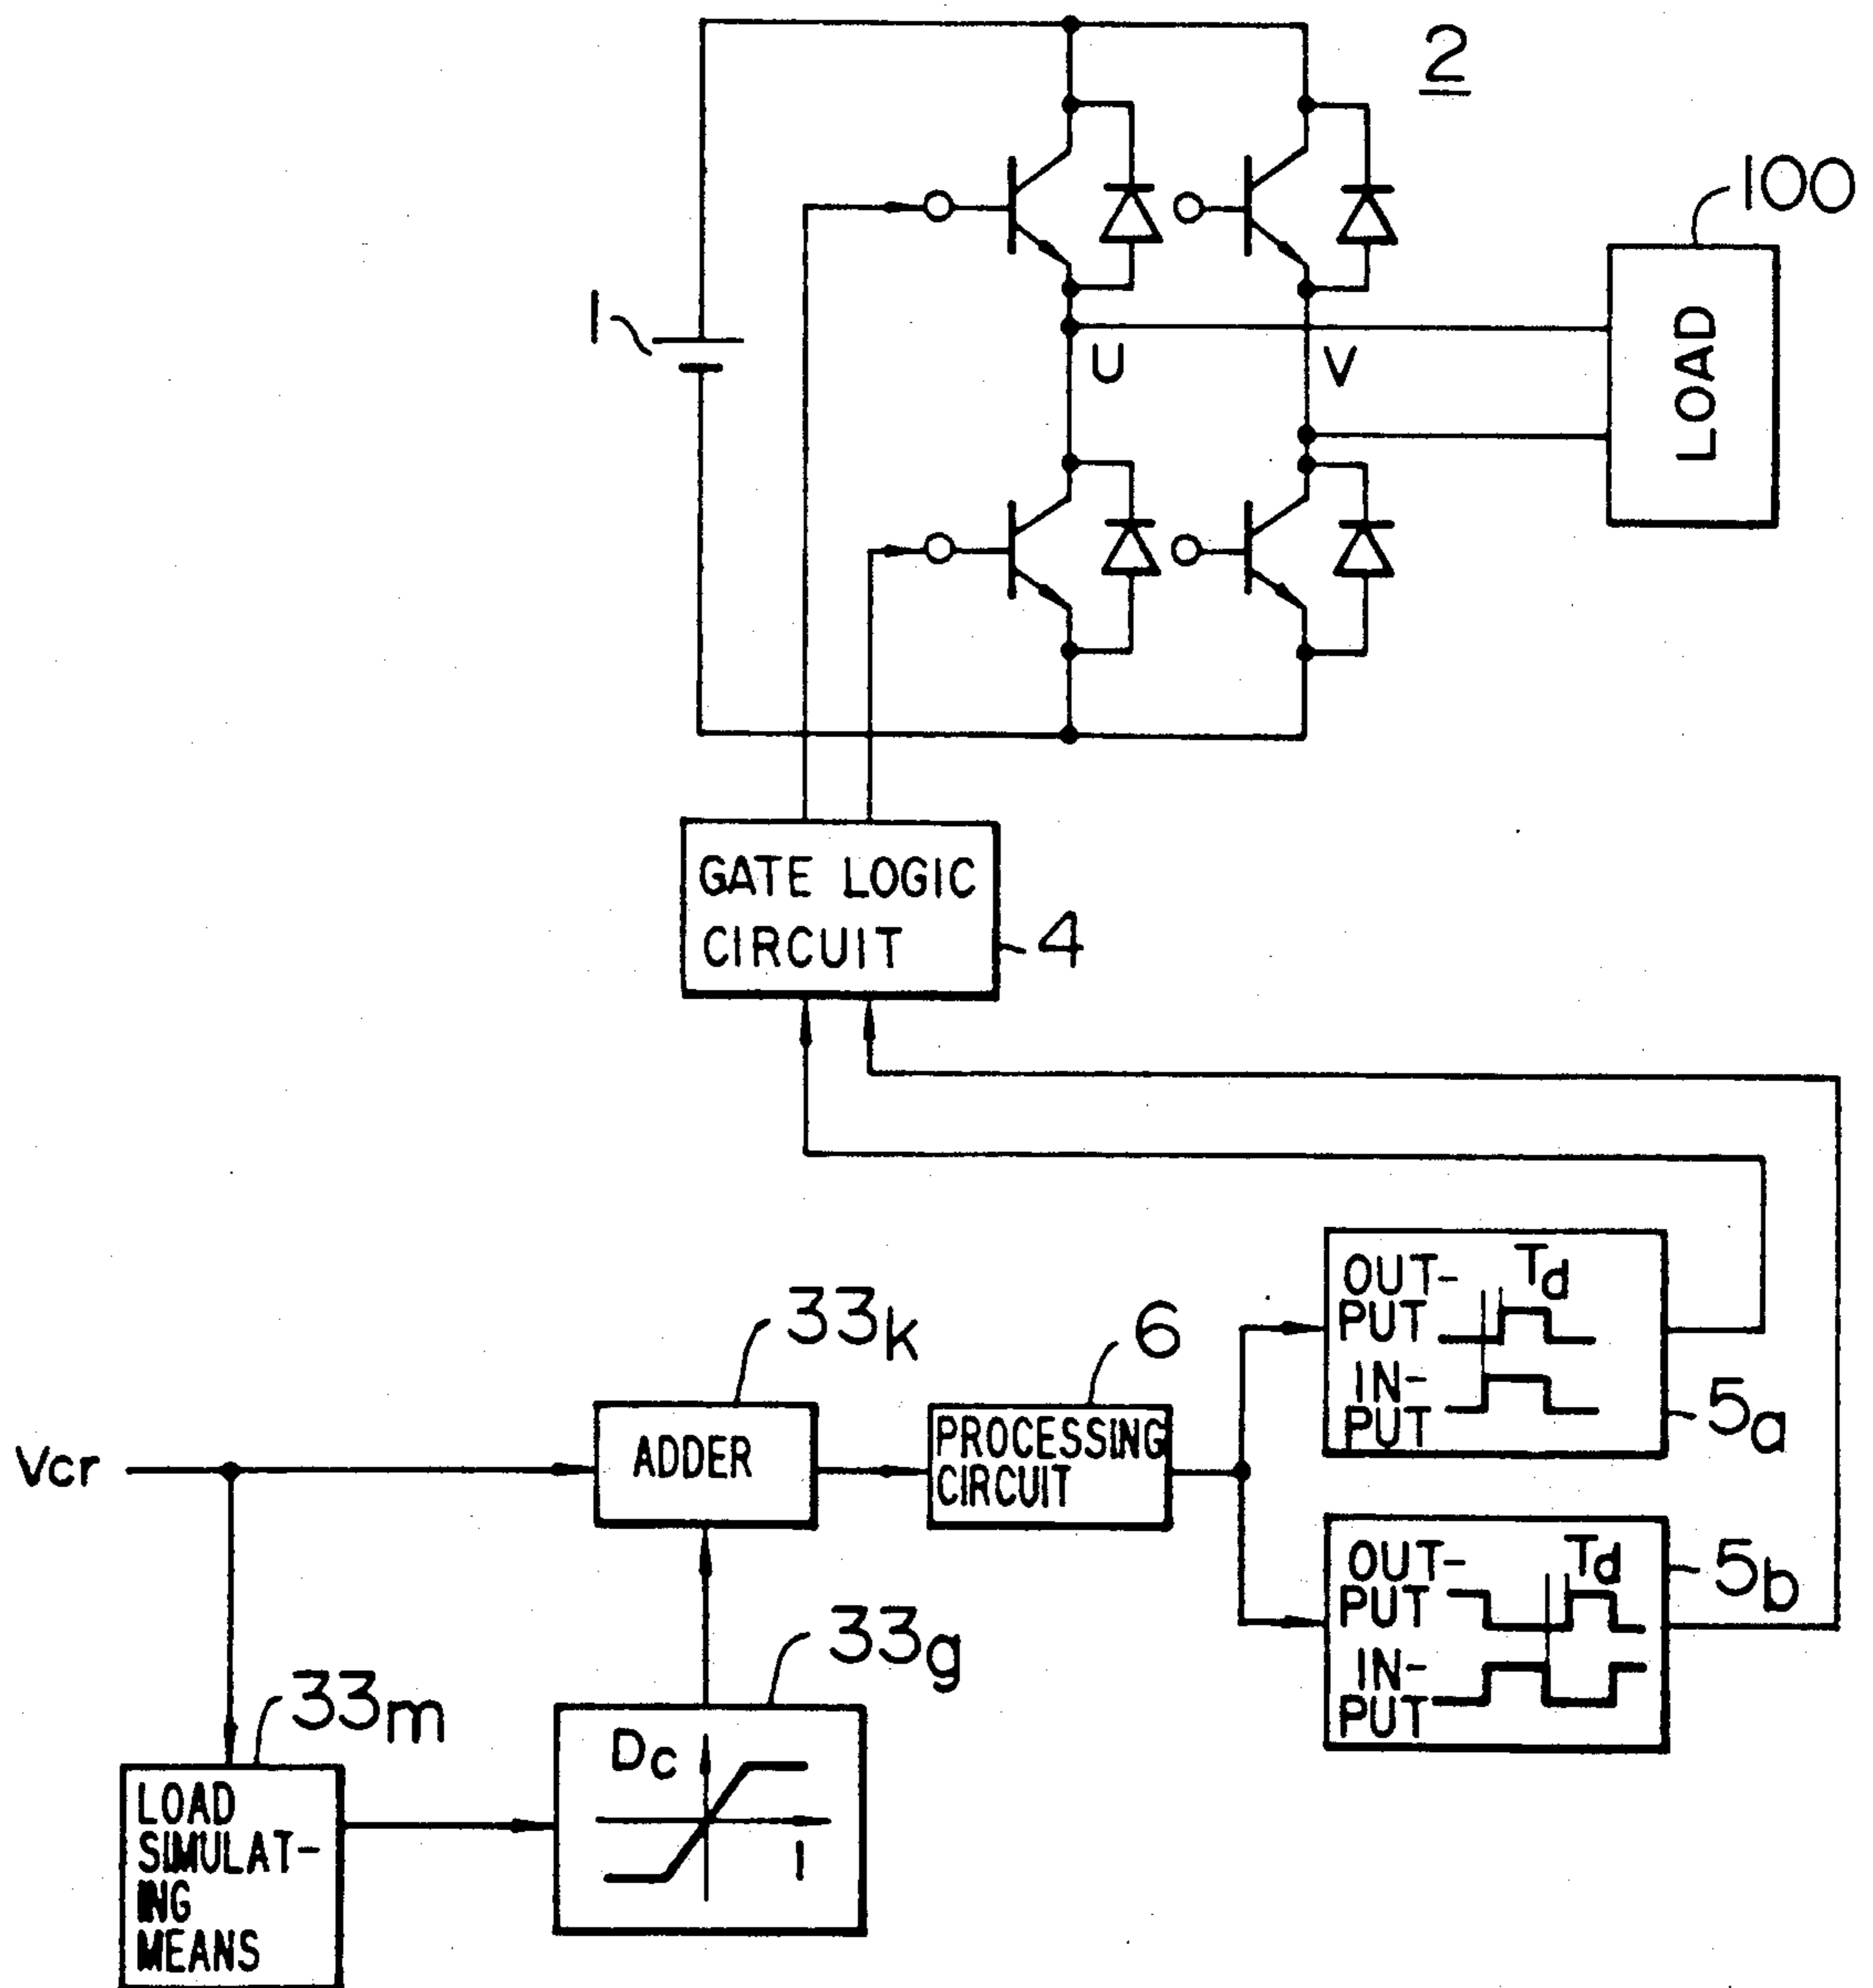 2
100
1
LOAD
U
V
GATE LOGIC
CIRCUIT
4
OUT-
PUT
Td
IN-
PUT
5a
33k
6
Vcr
ADDER
PROCESSING
CIRCUIT
OUT-
PUT
Td
IN-
PUT
5b
33g
33m
Dc
I
LOAD
SIMULAT-
ING
MEANS